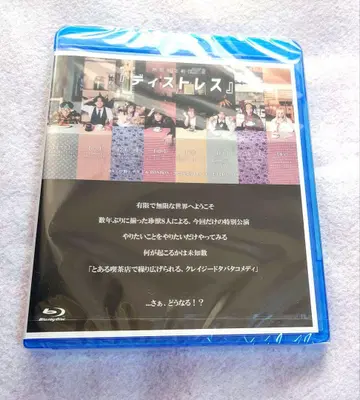 『ディストレス』
有限で無限な世界へようこそ
数年ぶりに揃った珍獣8人による、今回だけの特別公演
やりたいことをやりたいだけやってみる
何が起こるかは未知数
「とある喫茶店で繰り広げられる、クレイジードタバタコメディ」
...さぁ、どうなる!?
Blu-ray Disc